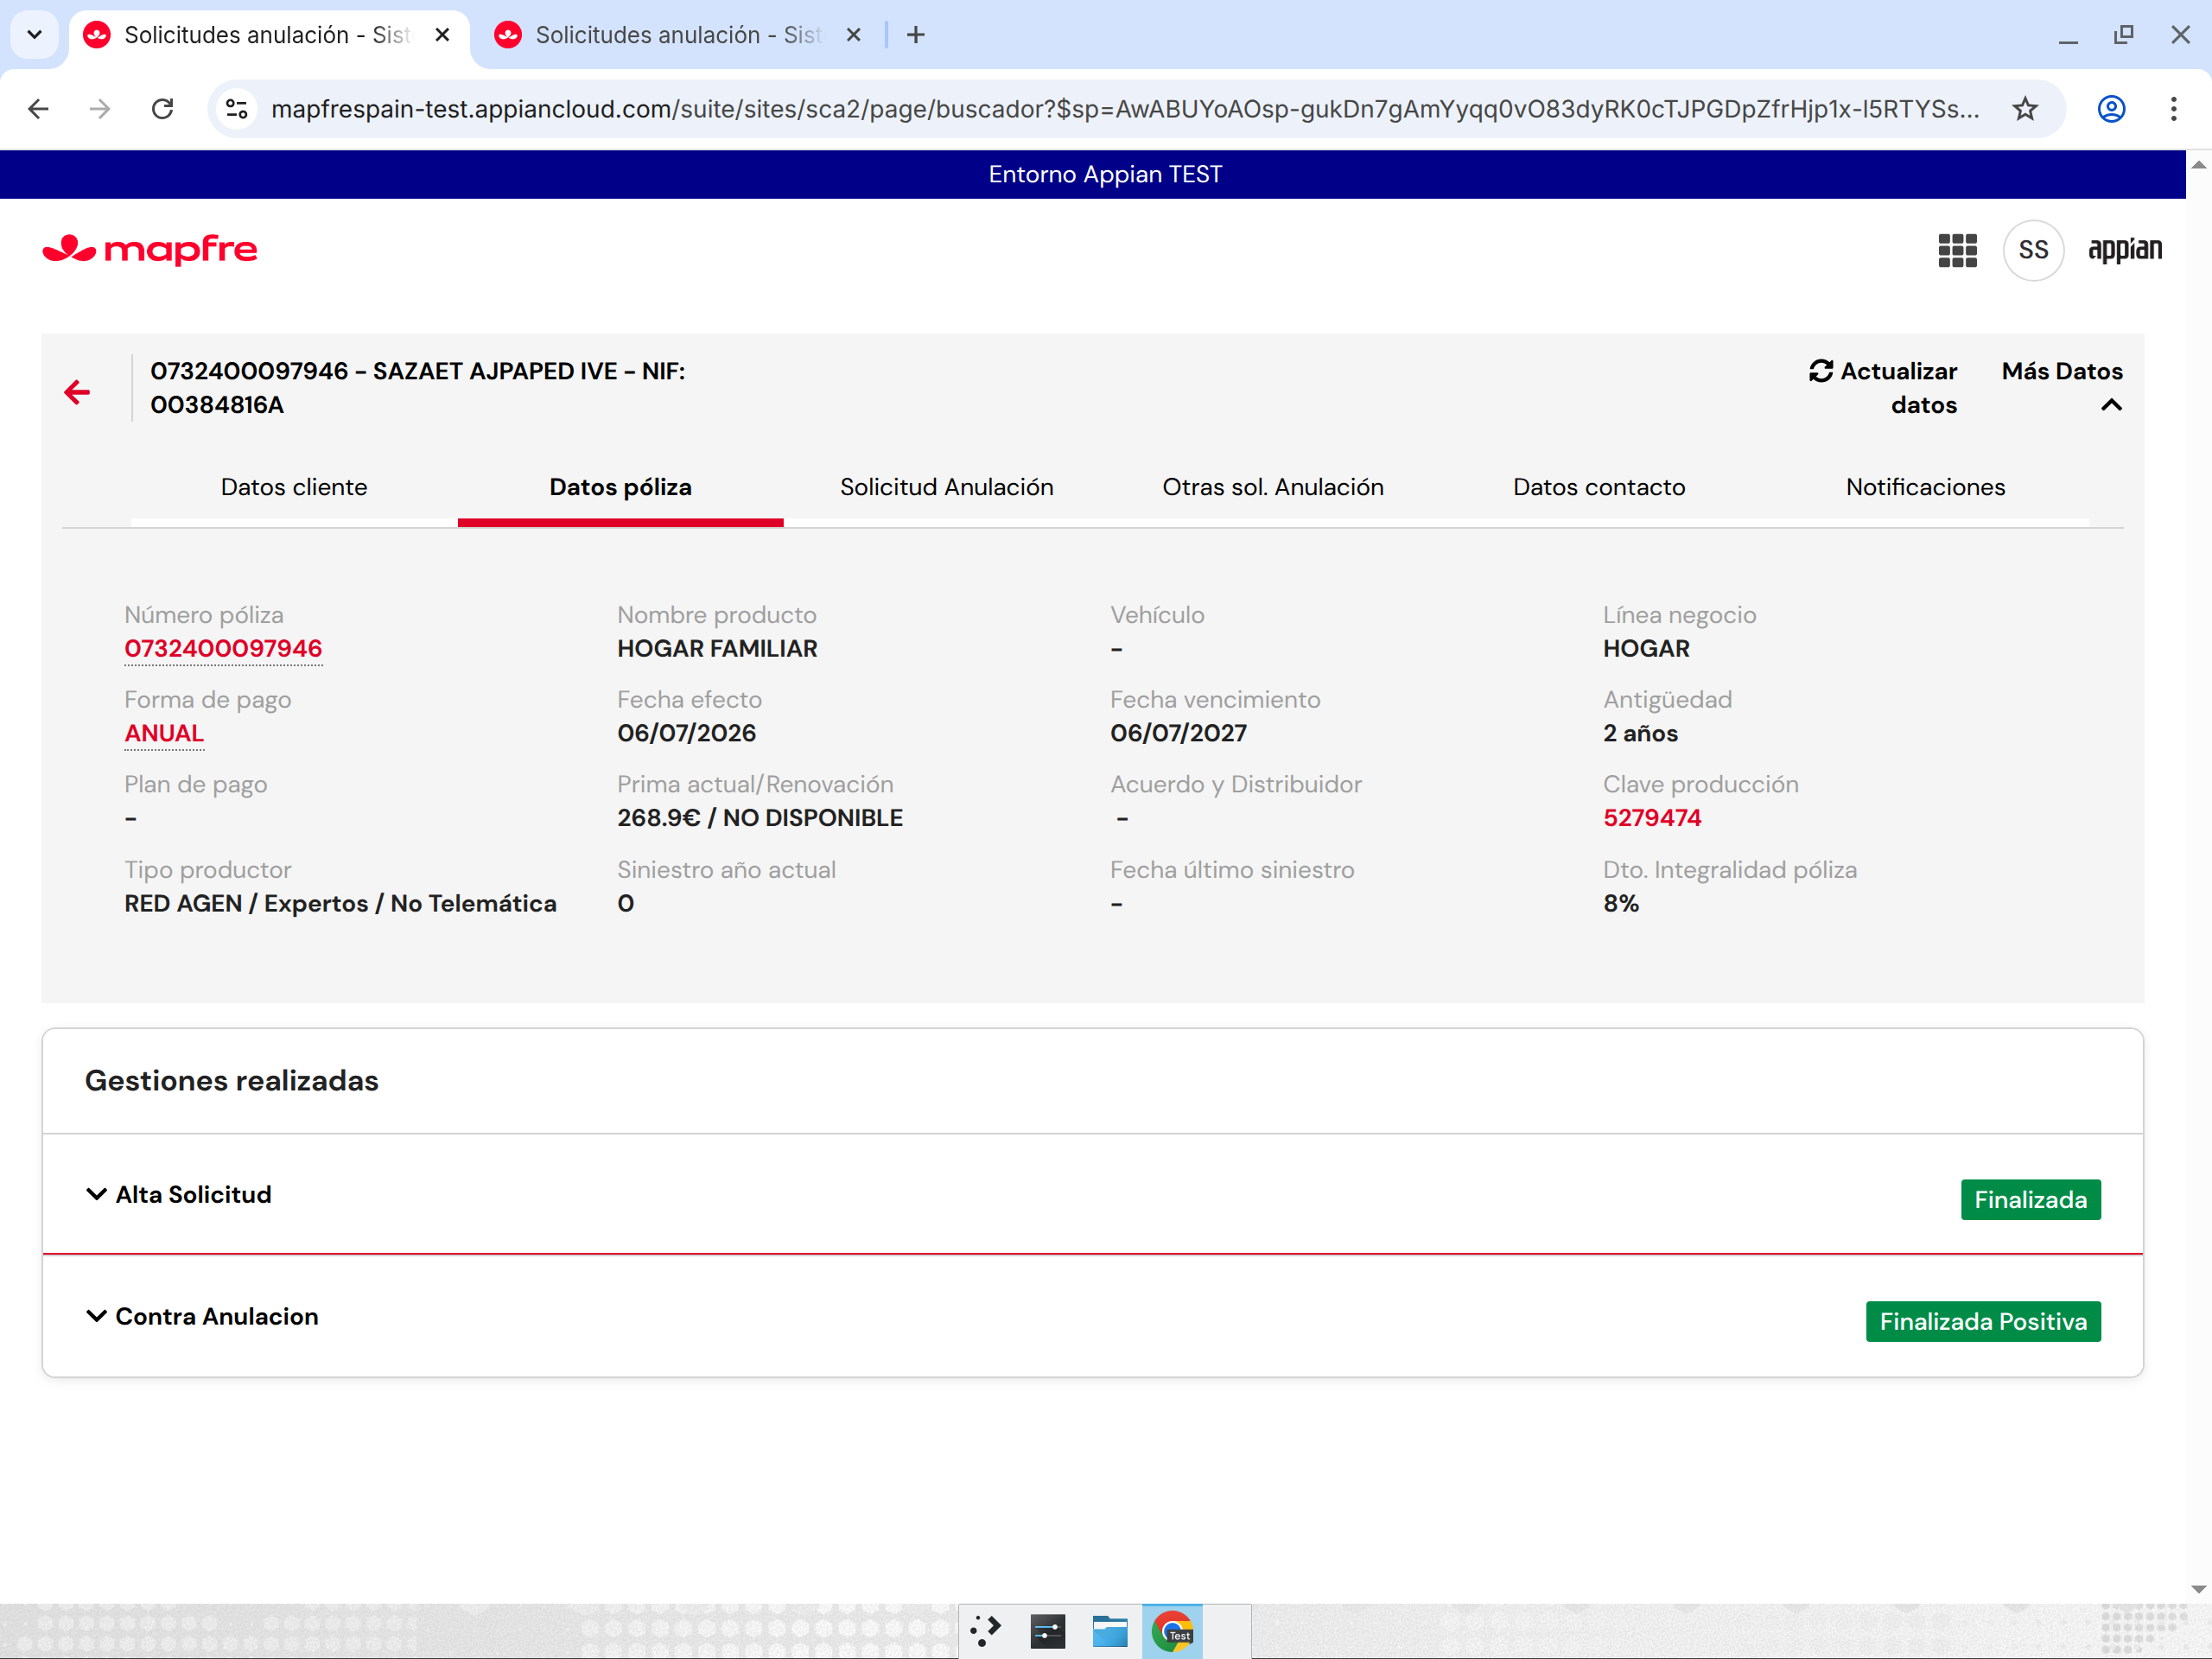 Solicitudes anulación - Sist
Solicitudes anulación - Sist
mapfrespain-test.appiancloud.com/suite/sites/sca2/page/buscador?$sp=AwABUYoAOsp-gukDn7gAmYyqq0vO83dyRK0cTJPGDpZfrHjp1x-I5RTYSs...
Entorno Appian TEST
mapfre
SS
appian
0732400097946 – SAZAET AJPAPED IVE – NIF:
00384816A
Actualizar
datos
Más Datos
Datos cliente
Datos póliza
Solicitud Anulación
Otras sol. Anulación
Datos contacto
Notificaciones
Número póliza
0732400097946
Nombre producto
HOGAR FAMILIAR
Vehículo
–
Línea negocio
HOGAR
Forma de pago
ANUAL
Fecha efecto
06/07/2026
Fecha vencimiento
06/07/2027
Antigüedad
2 años
Plan de pago
–
Prima actual/Renovación
268.9€ / NO DISPONIBLE
Acuerdo y Distribuidor
–
Clave producción
5279474
Tipo productor
RED AGEN / Expertos / No Telemática
Siniestro año actual
0
Fecha último siniestro
–
Dto. Integralidad póliza
8%
Gestiones realizadas
Alta Solicitud
Finalizada
Contra Anulacion
Finalizada Positiva
Test